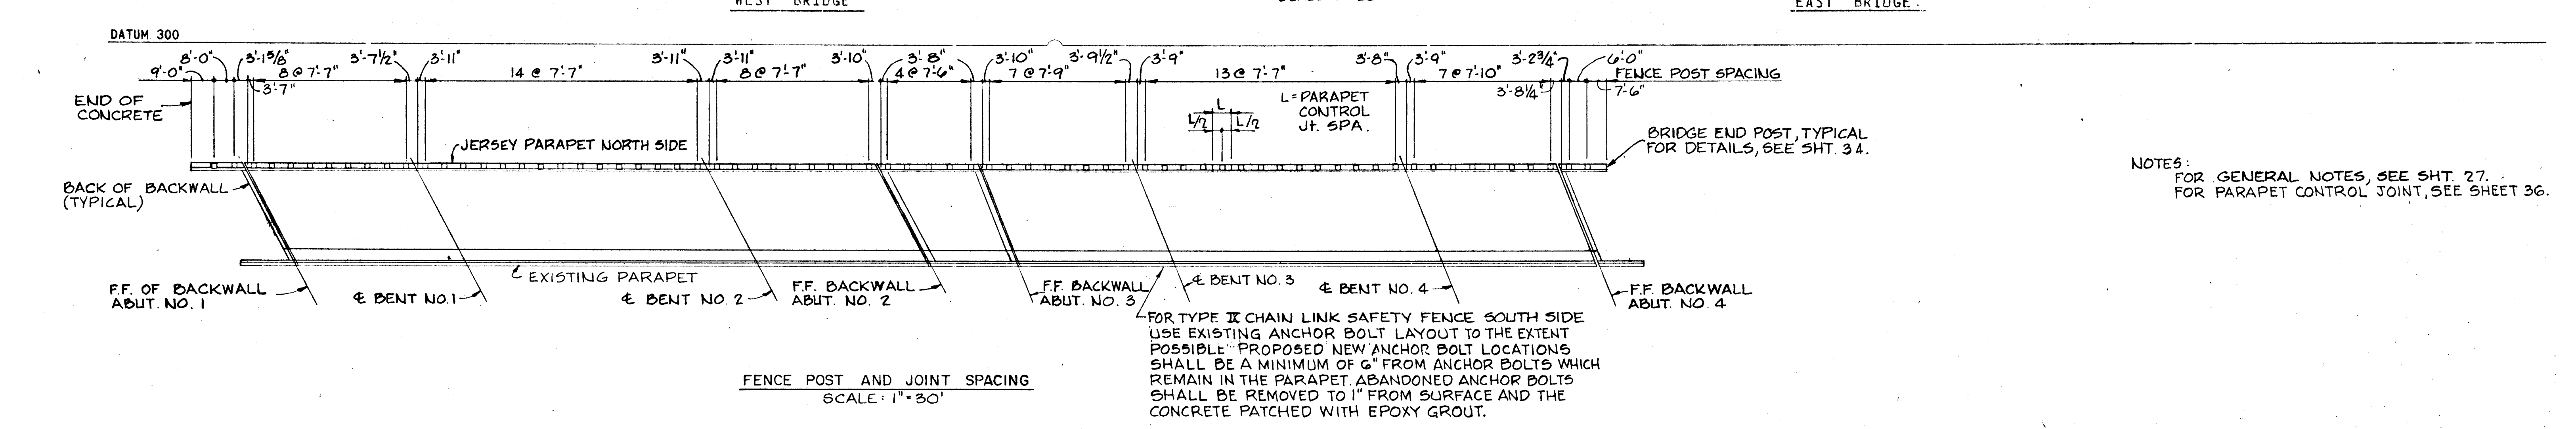 WEST BRIDGE
EAST BRIDGE.
DATUM 300
8'-0" 3'-1 5/8" 3'-7 1/2" 3'-11" 3'-11" 3'-11" 3'-10" 3'-8" 3'-10" 3'-9 1/2" 3'-9" 3'-8" 3'-9" 3'-2 3/4" 6'-0"
9'-0" 8 @ 7'-7" 14 @ 7'-7" 8 @ 7'-7" 4 @ 7'-6" 7 @ 7'-9" 13 @ 7'-7" 7 @ 7'-10" FENCE POST SPACING
3'-7" 3'-8 1/4" 7'-6"
END OF
CONCRETE
L = PARAPET
CONTROL
Jt. SPA.
L
L/2 L/2
JERSEY PARAPET NORTH SIDE
BRIDGE END POST, TYPICAL
FOR DETAILS, SEE SHT. 34.
NOTES:
FOR GENERAL NOTES, SEE SHT. 27.
FOR PARAPET CONTROL JOINT, SEE SHEET 36.
BACK OF BACKWALL
(TYPICAL)
℄ EXISTING PARAPET
F.F. OF BACKWALL
ABUT. NO. 1
℄ BENT NO. 1
℄ BENT NO. 2
F.F. BACKWALL
ABUT. NO. 2
F.F. BACKWALL
ABUT. NO. 3
℄ BENT NO. 3
℄ BENT NO. 4
F.F. BACKWALL
ABUT. NO. 4
FOR TYPE II CHAIN LINK SAFETY FENCE SOUTH SIDE
USE EXISTING ANCHOR BOLT LAYOUT TO THE EXTENT
POSSIBLE PROPOSED NEW ANCHOR BOLT LOCATIONS
SHALL BE A MINIMUM OF 6" FROM ANCHOR BOLTS WHICH
REMAIN IN THE PARAPET. ABANDONED ANCHOR BOLTS
SHALL BE REMOVED TO 1" FROM SURFACE AND THE
CONCRETE PATCHED WITH EPOXY GROUT.
FENCE POST AND JOINT SPACING
SCALE: 1"=30'